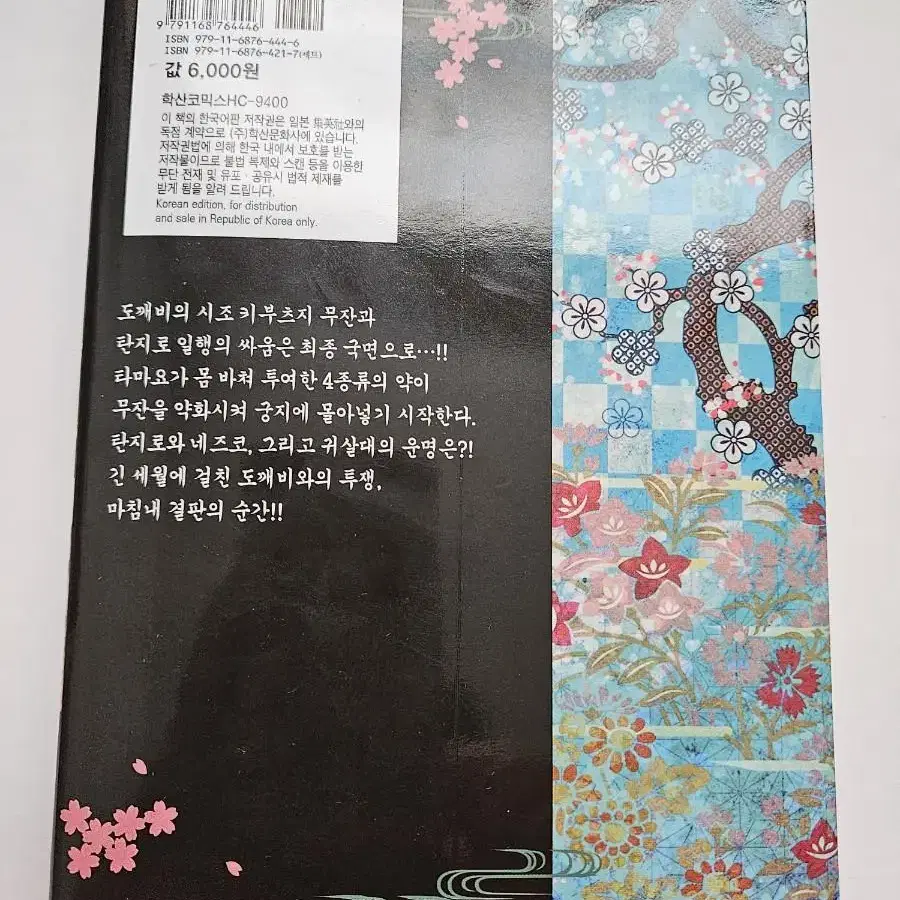 9 791168 764446
ISBN 979-11-6876-444-6
ISBN 979-11-6876-421-7(세트)
값 6,000원
학산코믹스HC-9400
이 책의 한국어판 저작권은 일본 集英社와의
독점 계약으로 (주)학산문화사에 있습니다.
저작권법에 의해 한국 내에서 보호를 받는
저작물이므로 불법 복제와 스캔 등을 이용한
무단 전재 및 유포·공유시 법적 제재를
받게 됨을 알려 드립니다.
Korean edition, for distribution
and sale in Republic of Korea only.
도깨비의 시조 키부츠지 무잔과
탄지로 일행의 싸움은 최종 국면으로…!!
타마요가 몸 바쳐 투여한 4종류의 약이
무잔을 약화시켜 궁지에 몰아넣기 시작한다.
탄지로와 네즈코, 그리고 귀살대의 운명은?!
긴 세월에 걸친 도깨비와의 투쟁,
마침내 결판의 순간!!